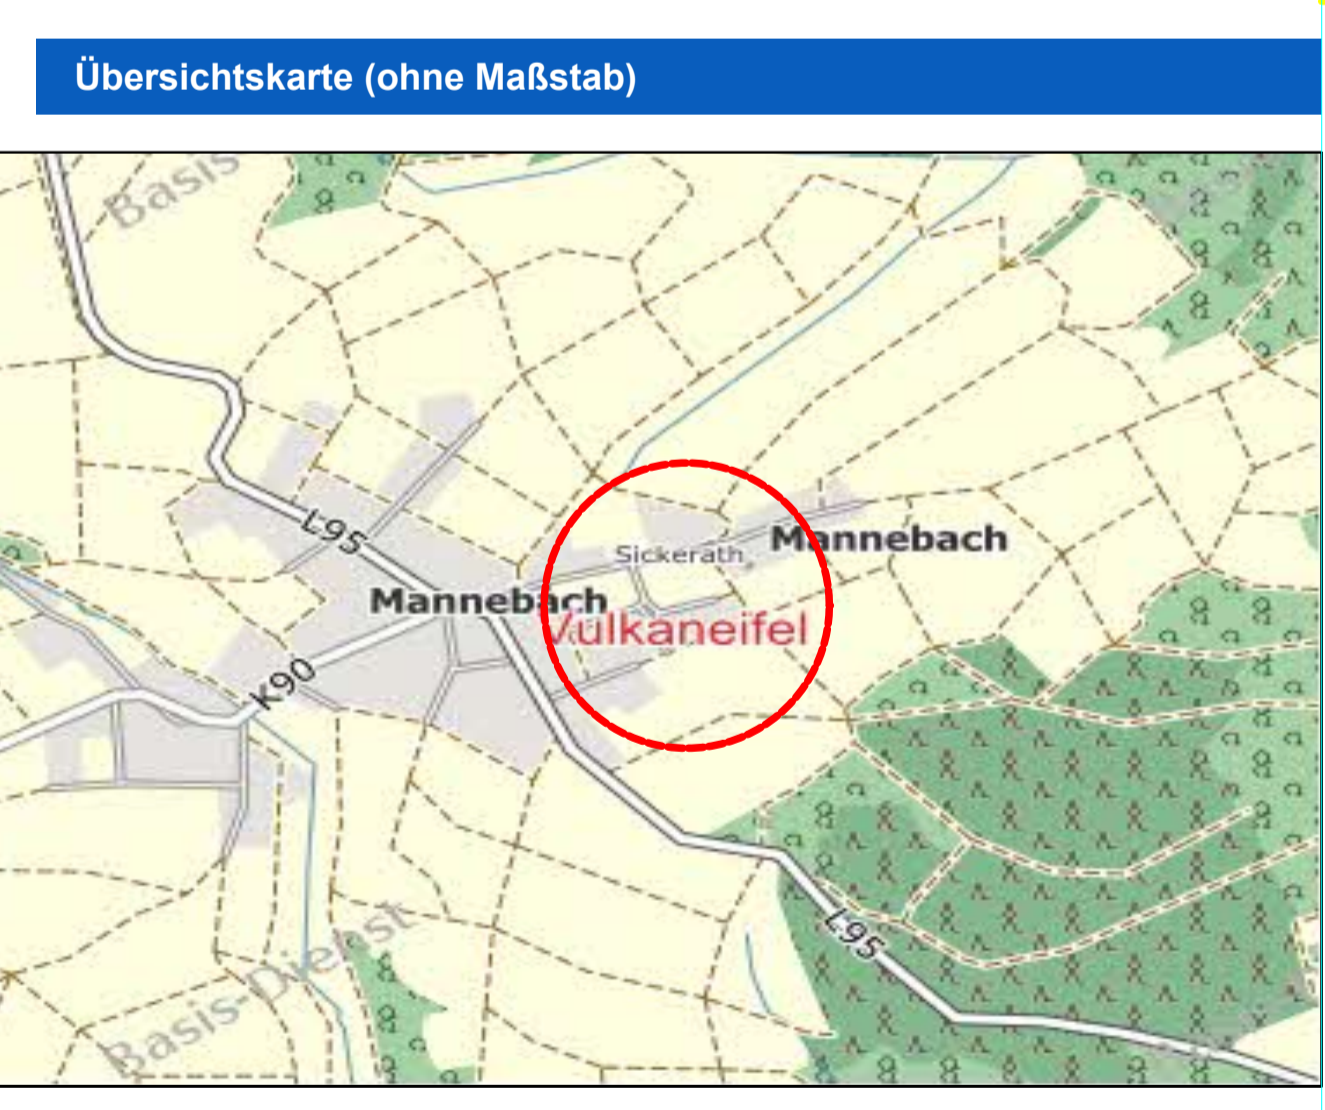 Übersichtskarte (ohne Maßstab)
Basis
L95
Sickerath
Mannebach
Mannebach
Vulkaneifel
K90
L95
Basis-Dienst